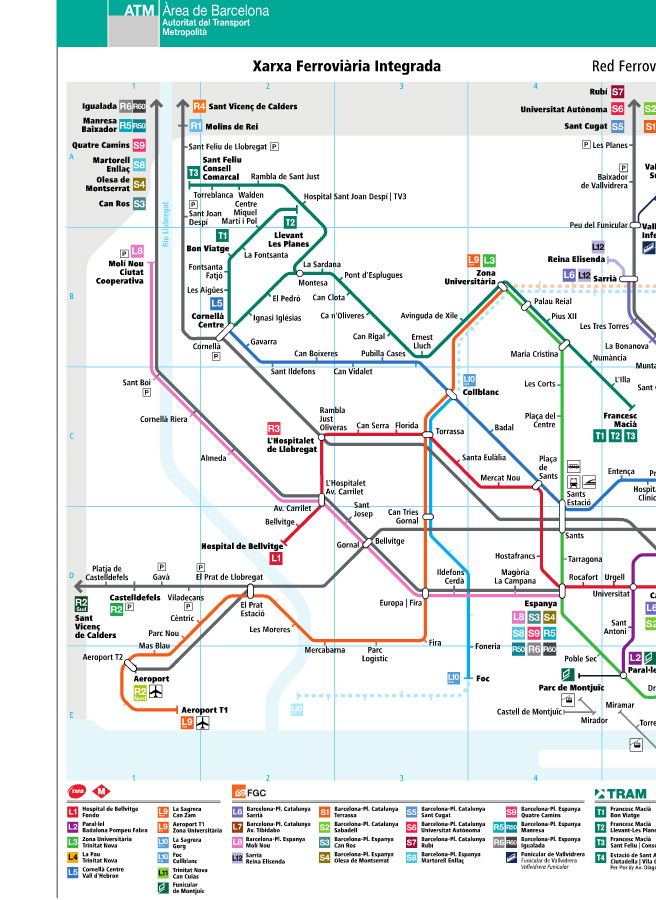 ATM
Àrea de Barcelona
Autoritat del Transport
Metropolità
Xarxa Ferroviària Integrada
Red Ferrov
1
2
3
4
Igualada R6 R60
Manresa
Baixador R5 R50
Quatre Camins S9
Martorell
Enllaç S8
Olesa de
Montserrat S4
Can Ros S3
R4 Sant Vicenç de Calders
R1 Molins de Rei
Sant Feliu de Llobregat P
Rubí S7
Universitat Autònoma S6
Sant Cugat S5
S2
S1
P Les Planes
P
Baixador
de Vallvidrera
Peu del Funicular
A
Riu Llobregat
T3
Sant Feliu
Consell
Comarcal
Rambla de Sant Just
Torreblanca
Walden
Hospital Sant Joan Despí | TV3
P
Sant Joan
Despí
Centre
Miquel
Martí i Pol
T2
Llevant
Les Planes
T1
Bon Viatge
La Fontsanta
Fontsanta
Fatjó
La Sardana
Montesa
Pont d'Esplugues
Les Aigües
El Pedró
Can Clota
L5
Cornellà
Centre
Ignasi Iglésias
Ca n'Oliveres
Can Rigal
Ernest
Lluch
Avinguda de Xile
Cornellà
P
Gavarra
Can Boixeres
Pubilla Cases
Sant Ildefons
Can Vidalet
P L8
Molí Nou
Ciutat
Cooperativa
B
L9 L3
Zona
Universitària
L12
Reina Elisenda
L6 L12 Sarrià
Palau Reial
Pius XII
Les Tres Torres
La Bonanova
Maria Cristina
Numància
L'Illa
Les Corts
Francesc
Macià
T1 T2 T3
Plaça del
Centre
Sant Boi
P
Cornellà Riera
Almeda
C
L10
Collblanc
Badal
Rambla
Just
Oliveras
Can Serra
Florida
Torrassa
R3
L'Hospitalet
de Llobregat
Santa Eulàlia
Mercat Nou
Plaça
de
Sants
Sants
Estació
Entença
Hospit
Clínic
L'Hospitalet
Av. Carrilet
Av. Carrilet
Sant
Josep
Can Tries
Gornal
Bellvitge
Hospital de Bellvitge
L1
Gornal
Bellvitge
Sants
Hostafrancs
Tarragona
D
Platja de
Castelldefels
P
Gavà
P
El Prat de Llobregat
R2
Sud
Sant
Vicenç
de Calders
Castelldefels
R2 P
Viladecans
P
Cèntric
El Prat
Estació
Parc Nou
Les Moreres
Mas Blau
Ildefons
Cerdà
Magòria
La Campana
Rocafort
Urgell
Universitat
Europa | Fira
Espanya
L8 S3 S4
S8 S9 R5
R50 R6 R60
Sant
Antoni
L2
Paral·le
Poble Sec
Mercabarna
Parc
Logístic
Fira
Foneria
L10
Foc
Aeroport T2
Aeroport
R2
Nord
L9
Aeroport T1
L10
Parc de Montjuïc
Castell de Montjuïc
Mirador
Miramar
Torre
E
1
2
3
4
TMB
M
L1 Hospital de Bellvitge
Fondo
L2 Paral·lel
Badalona Pompeu Fabra
L3 Zona Universitària
Trinitat Nova
L4 La Pau
Trinitat Nova
L5 Cornellà Centre
Vall d'Hebron
L9 La Sagrera
Can Zam
L9 Aeroport T1
Zona Universitària
L10 La Sagrera
Gorg
L10 Foc
Collblanc
L11 Trinitat Nova
Can Cuiàs
Funicular
de Montjuïc
FGC
L6 Barcelona-Pl. Catalunya
Sarrià
L7 Barcelona-Pl. Catalunya
Av. Tibidabo
L8 Barcelona-Pl. Espanya
Molí Nou
L12 Sarrià
Reina Elisenda
S1 Barcelona-Pl. Catalunya
Terrassa
S2 Barcelona-Pl. Catalunya
Sabadell
S3 Barcelona-Pl. Espanya
Can Ros
S4 Barcelona-Pl. Espanya
Olesa de Montserrat
S5 Barcelona-Pl. Catalunya
Sant Cugat
S6 Barcelona-Pl. Catalunya
Universitat Autònoma
S7 Barcelona-Pl. Catalunya
Rubí
S8 Barcelona-Pl. Espanya
Martorell Enllaç
S9 Barcelona-Pl. Espanya
Quatre Camins
R5 R50 Barcelona-Pl. Espanya
Manresa
R6 R60 Barcelona-Pl. Espanya
Igualada
Funicular de Vallvidrera
Funicular de Vallvidrera
Vallvidrera Funicular
TRAM
T1 Francesc Macià
Bon Viatge
T2 Francesc Macià
Llevant-Les Plan
T3 Francesc Macià
Sant Feliu | Cons
T4 Estació de Sant A
Ciutadella | Vila O